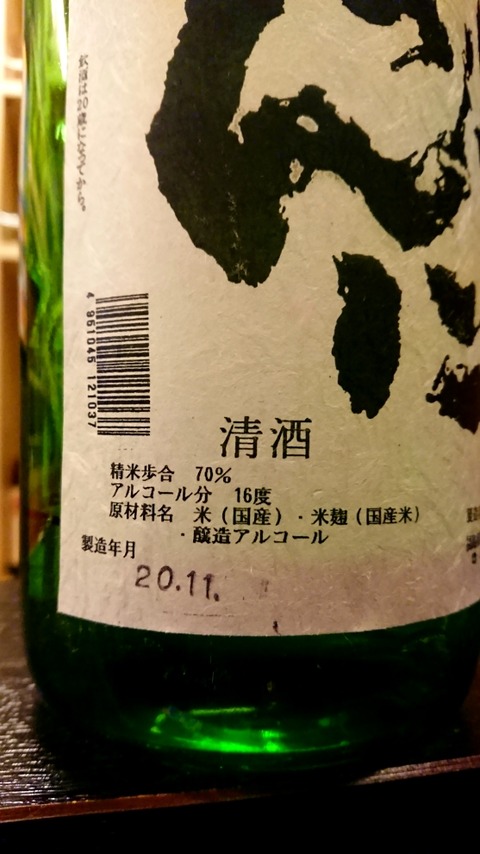 飲酒は20歳になってから。
4 961045 121037
清酒
精米歩合 70%
アルコール分 16度
原材料名 米(国産)・米麹(国産米)
・醸造アルコール
製造年月
20.11.